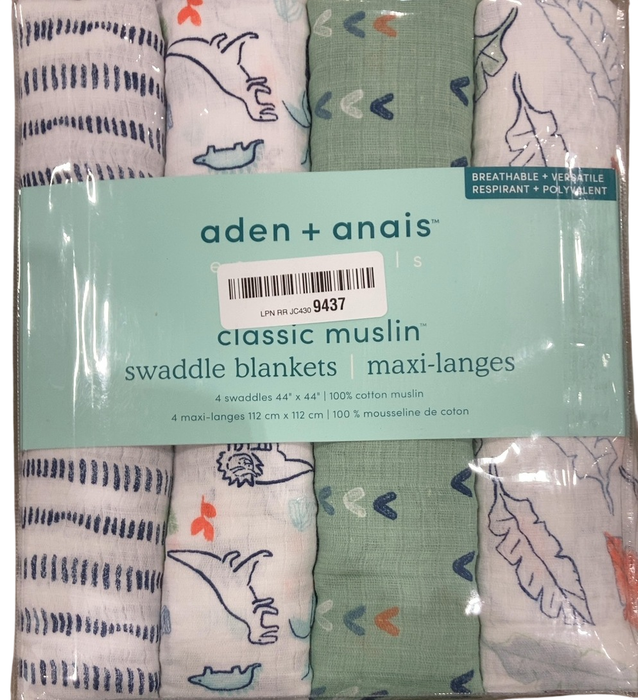 BREATHABLE + VERSATILE
RESPIRANT + POLYVALENT
aden + anais™
LPN RR JC430 9437
classic muslin™
swaddle blankets | maxi-langes
4 swaddles 44" x 44" | 100% cotton muslin
4 maxi-langes 112 cm x 112 cm | 100 % mousseline de coton